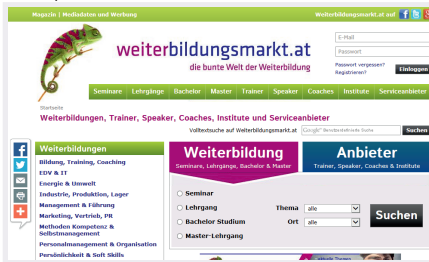 Magazin | Mediadaten und Werbung
Weiterbildungsmarkt.at auf
weiterbildungsmarkt.at
die bunte Welt der Weiterbildung
E-Mail
Passwort
Passwort vergessen?
Registrieren?
Einloggen
Seminare Lehrgänge Bachelor Master Trainer Speaker Coaches Institute Serviceanbieter
Startseite
Weiterbildungen, Trainer, Speaker, Coaches, Institute und Serviceanbieter
Volltextsuche auf Weiterbildungsmarkt.at
Google Benutzerdefinierte Suche
Suchen
Weiterbildungen
Bildung, Training, Coaching
EDV & IT
Energie & Umwelt
Industrie, Produktion, Lager
Management & Führung
Marketing, Vertrieb, PR
Methoden Kompetenz &
Selbstmanagement
Personalmanagement & Organisation
Persönlichkeit & Soft Skills
Weiterbildung
Seminare, Lehrgänge, Bachelor & Master
Anbieter
Trainer, Speaker, Coaches & Institute
Seminar
Lehrgang
Bachelor Studium
Master-Lehrgang
Thema alle
Ort alle
Suchen